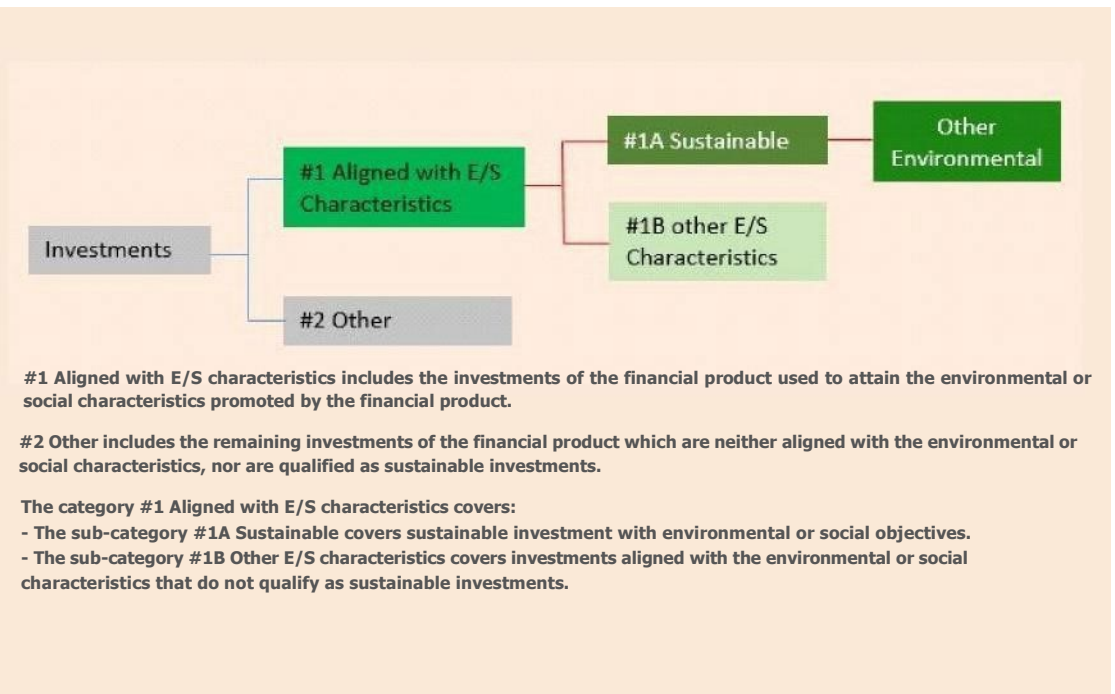 Other
Environmental
#1A Sustainable
#1 Aligned with E/S
Characteristics
#1B other E/S
Characteristics
Investments
#2 Other
#1 Aligned with E/S characteristics includes the investments of the financial product used to attain the environmental or
social characteristics promoted by the financial product.
#2 Other includes the remaining investments of the financial product which are neither aligned with the environmental or
social characteristics, nor are qualified as sustainable investments.
The category #1 Aligned with E/S characteristics covers:
- The sub-category #1A Sustainable covers sustainable investment with environmental or social objectives.
- The sub-category #1B Other E/S characteristics covers investments aligned with the environmental or social
characteristics that do not qualify as sustainable investments.